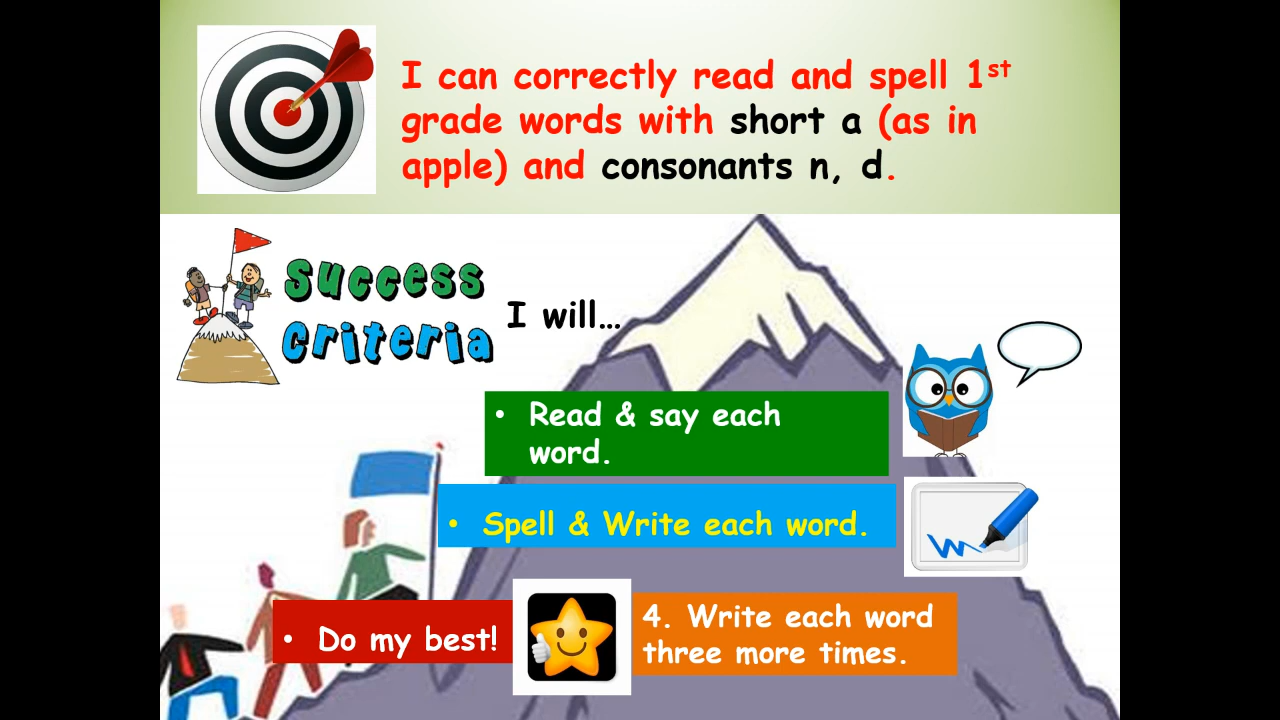 I can correctly read and spell 1st
grade words with short a (as in
apple) and consonants n, d.
Success
Criteria
I will...
• Read & say each
word.
• Spell & Write each word.
• Do my best!
4. Write each word
three more times.